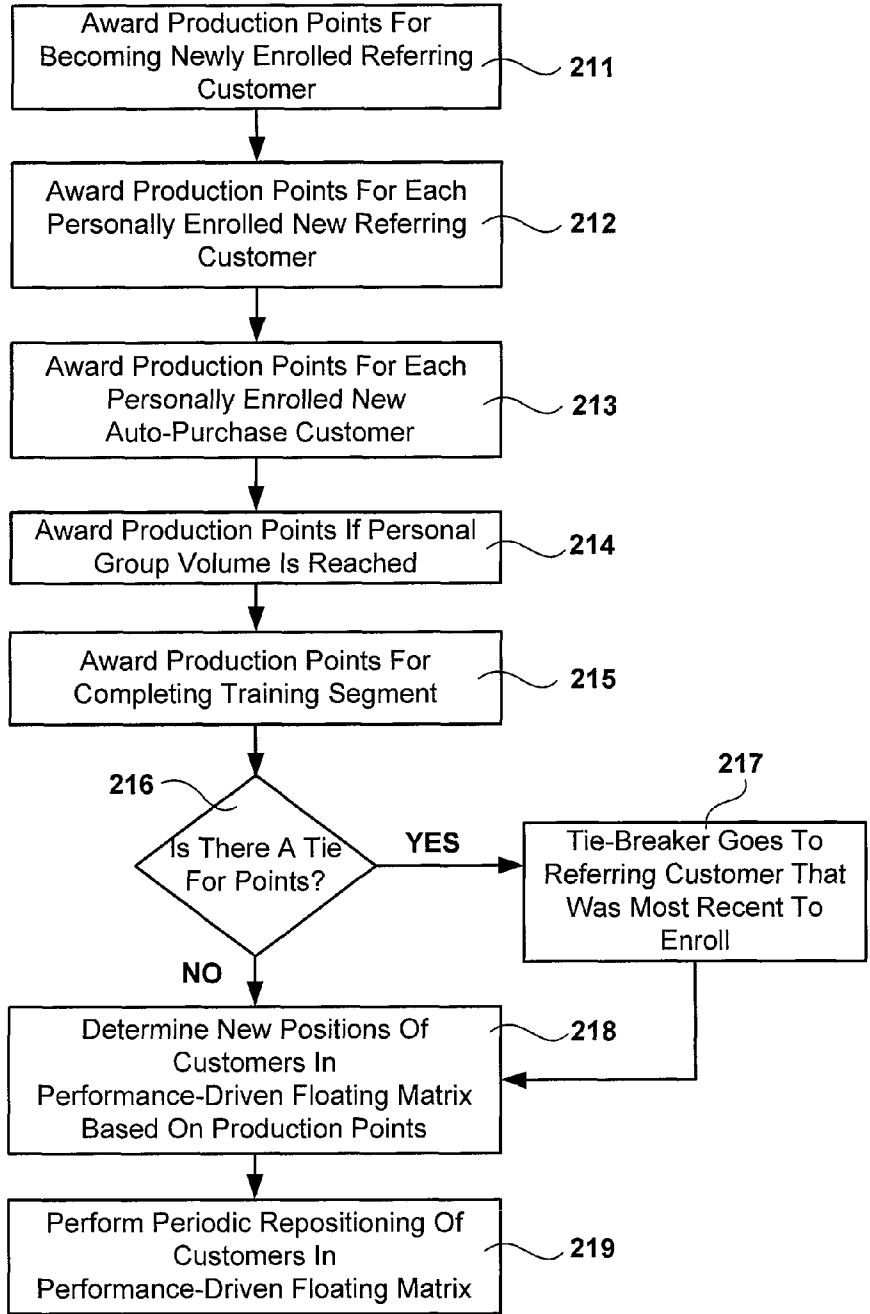 Award Production Points For
Becoming Newly Enrolled Referring
Customer
211
Award Production Points For Each
Personally Enrolled New Referring
Customer
212
Award Production Points For Each
Personally Enrolled New
Auto-Purchase Customer
213
Award Production Points If Personal
Group Volume Is Reached
214
Award Production Points For
Completing Training Segment
215
216
Is There A Tie
For Points?
YES
217
Tie-Breaker Goes To
Referring Customer That
Was Most Recent To
Enroll
NO
Determine New Positions Of
Customers In
Performance-Driven Floating Matrix
Based On Production Points
218
Perform Periodic Repositioning Of
Customers In
Performance-Driven Floating Matrix
219